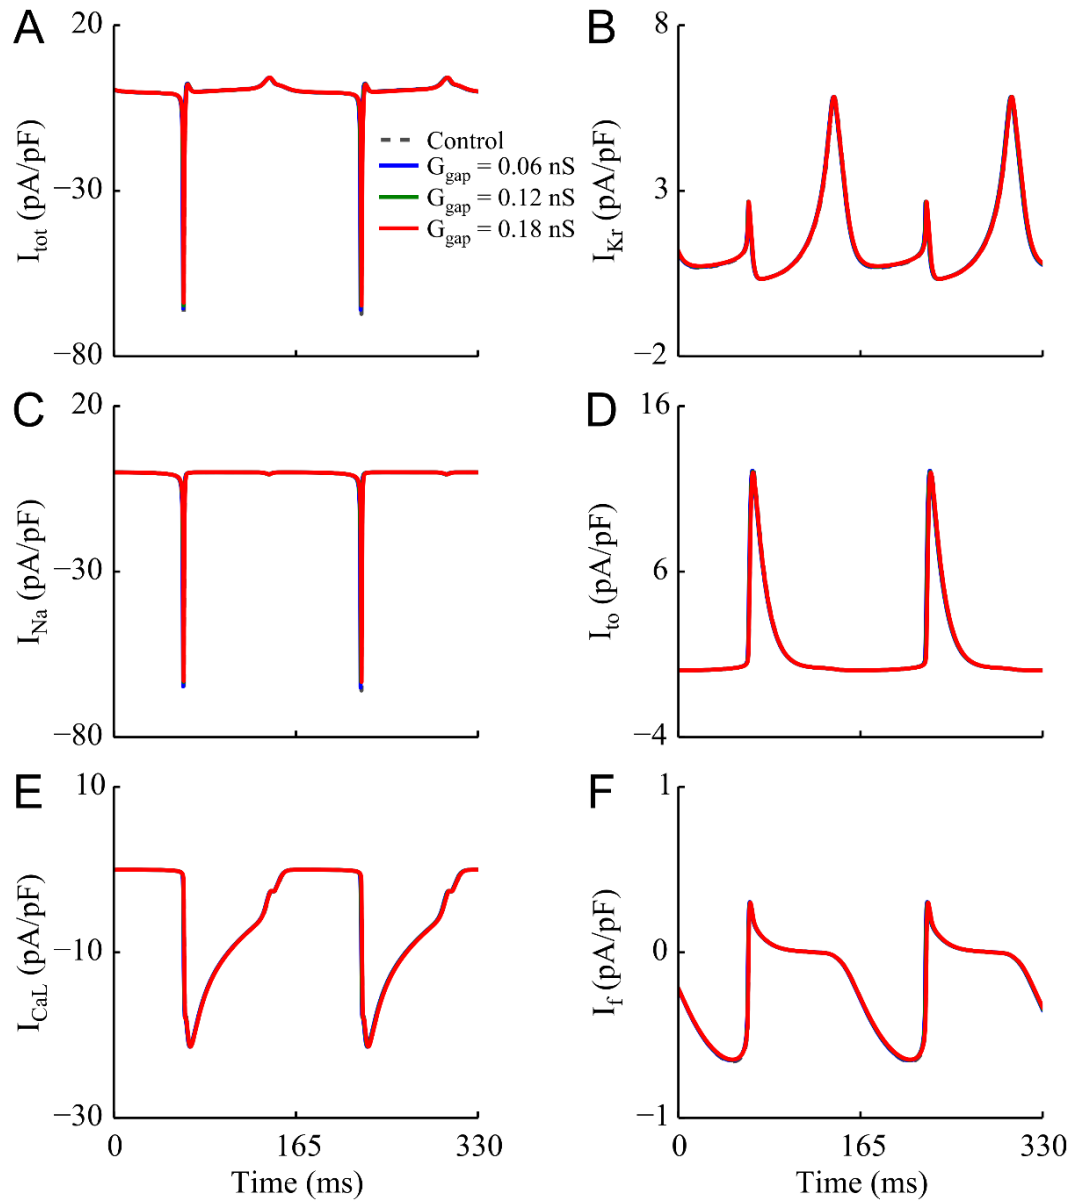 A
20
−30
−80
I_tot (pA/pF)
Control
G_gap = 0.06 nS
G_gap = 0.12 nS
G_gap = 0.18 nS
B
8
3
−2
I_Kr (pA/pF)
C
20
−30
−80
I_Na (pA/pF)
D
16
6
−4
I_to (pA/pF)
E
10
−10
−30
I_CaL (pA/pF)
0 165 330
Time (ms)
F
1
0
−1
I_f (pA/pF)
0 165 330
Time (ms)